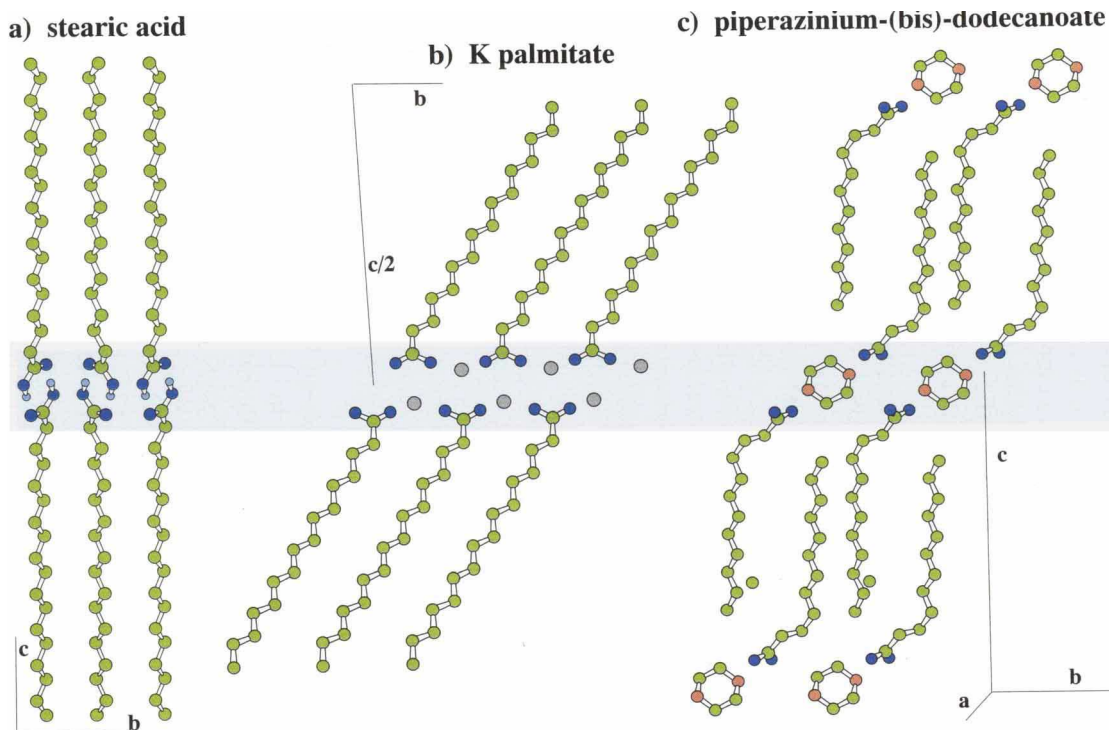 a) stearic acid
b) K palmitate
c) piperazinium-(bis)-dodecanoate
b
c/2
c
b
c
b
a